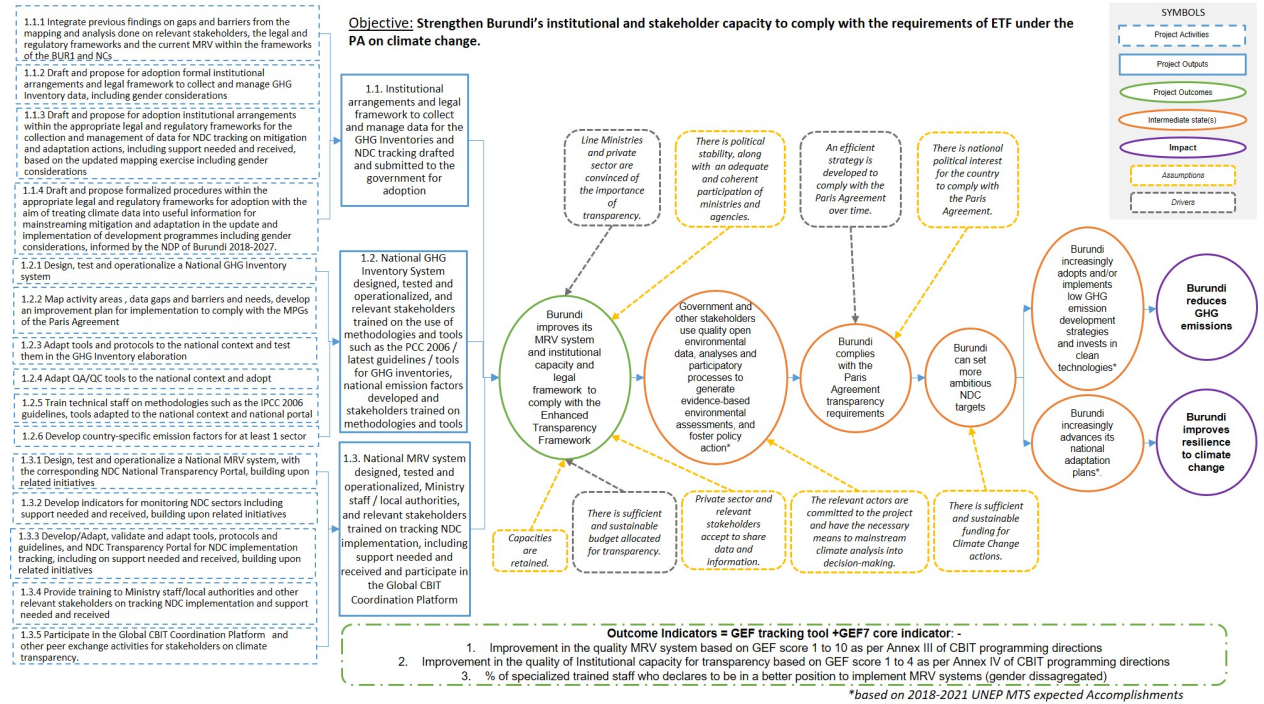 Objective: Strengthen Burundi's institutional and stakeholder capacity to comply with the requirements of ETF under the
PA on climate change.
1.1.1 Integrate previous findings on gaps and barriers from the
mapping and analysis done on relevant stakeholders, the legal and
regulatory frameworks and the current MRV within the frameworks
of the BUR1 and NCs
1.1.2 Draft and propose for adoption formal institutional
arrangements and legal framework to collect and manage GHG
Inventory data, including gender considerations
1.1.3 Draft and propose for adoption institutional arrangements
within the appropriate legal and regulatory frameworks for the
collection and management of data for NDC tracking on mitigation
and adaptation actions, including support needed and received,
based on the updated mapping exercise including gender
considerations
1.1.4 Draft and propose formalized procedures within the
appropriate legal and regulatory frameworks for adoption with the
aim of treating climate data into useful information for
mainstreaming mitigation and adaptation in the update and
implementation of development programmes including gender
considerations, informed by the NDP of Burundi 2018-2027.
1.2.1 Design, test and operationalize a National GHG Inventory
system
1.2.2 Map activity areas , data gaps and barriers and needs, develop
an improvement plan for implementation to comply with the MPGs
of the Paris Agreement
1.2.3 Adapt tools and protocols to the national context and test
them in the GHG Inventory elaboration
1.2.4 Adapt QA/QC tools to the national context and adopt
1.2.5 Train technical staff on methodologies such as the IPCC 2006
guidelines, tools adapted to the national context and national portal
1.2.6 Develop country-specific emission factors for at least 1 sector
1.3.1 Design, test and operationalize a National MRV system, with
the corresponding NDC National Transparency Portal, building upon
related initiatives
1.3.2 Develop indicators for monitoring NDC sectors including
support needed and received, building upon related initiatives
1.3.3 Develop/Adapt, validate and adapt tools, protocols and
guidelines, and NDC Transparency Portal for NDC implementation
tracking, including on support needed and received, building upon
related initiatives
1.3.4 Provide training to Ministry staff/local authorities and other
relevant stakeholders on tracking NDC implementation and support
needed and received
1.3.5 Participate in the Global CBIT Coordination Platform and
other peer exchange activities for stakeholders on climate
transparency.
1.1. Institutional
arrangements and legal
framework to collect
and manage data for the
GHG Inventories and
NDC tracking drafted
and submitted to the
government for
adoption
1.2. National GHG
Inventory System
designed, tested and
operationalized, and
relevant stakeholders
trained on the use of
methodologies and tools
such as the PCC 2006 /
latest guidelines / tools
for GHG inventories,
national emission factors
developed and
stakeholders trained on
methodologies and tools
1.3. National MRV system
designed, tested and
operationalized, Ministry
staff / local authorities,
and relevant stakeholders
trained on tracking NDC
implementation, including
support needed and
received and participate in
the Global CBIT
Coordination Platform
Line Ministries
and private
sector are
convinced of
the importance
of
transparency.
There is political
stability, along
with an adequate
and coherent
participation of
ministries and
agencies.
An efficient
strategy is
developed to
comply with the
Paris Agreement
over time.
There is national
political interest
for the country
to comply with
the Paris
Agreement.
Burundi
improves its
MRV system
and institutional
capacity and
legal
framework to
comply with the
Enhanced
Transparency
Framework
Government and
other stakeholders
use quality open
environmental
data, analyses and
participatory
processes to
generate
evidence-based
environmental
assessments, and
foster policy
action*
Burundi
complies
with the
Paris
Agreement
transparency
requirements
Burundi
can set
more
ambitious
NDC
targets
Burundi
increasingly
adopts and/or
implements
low GHG
emission
development
strategies
and invests in
clean
technologies*
Burundi
increasingly
advances its
national
adaptation
plans*.
Burundi
reduces
GHG
emissions
Burundi
improves
resilience
to climate
change
Capacities
are
retained.
There is sufficient
and sustainable
budget allocated
for transparency.
Private sector and
relevant
stakeholders
accept to share
data and
information.
The relevant actors are
committed to the project
and have the necessary
means to mainstream
climate analysis into
decision-making.
There is sufficient
and sustainable
funding for
Climate Change
actions.
SYMBOLS
Project Activities
Project Outputs
Project Outcomes
Intermediate state(s)
Impact
Assumptions
Drivers
Outcome Indicators = GEF tracking tool +GEF7 core indicator: -
1. Improvement in the quality MRV system based on GEF score 1 to 10 as per Annex III of CBIT programming directions
2. Improvement in the quality of Institutional capacity for transparency based on GEF score 1 to 4 as per Annex IV of CBIT programming directions
3. % of specialized trained staff who declares to be in a better position to implement MRV systems (gender dissagregated)
*based on 2018-2021 UNEP MTS expected Accomplishments